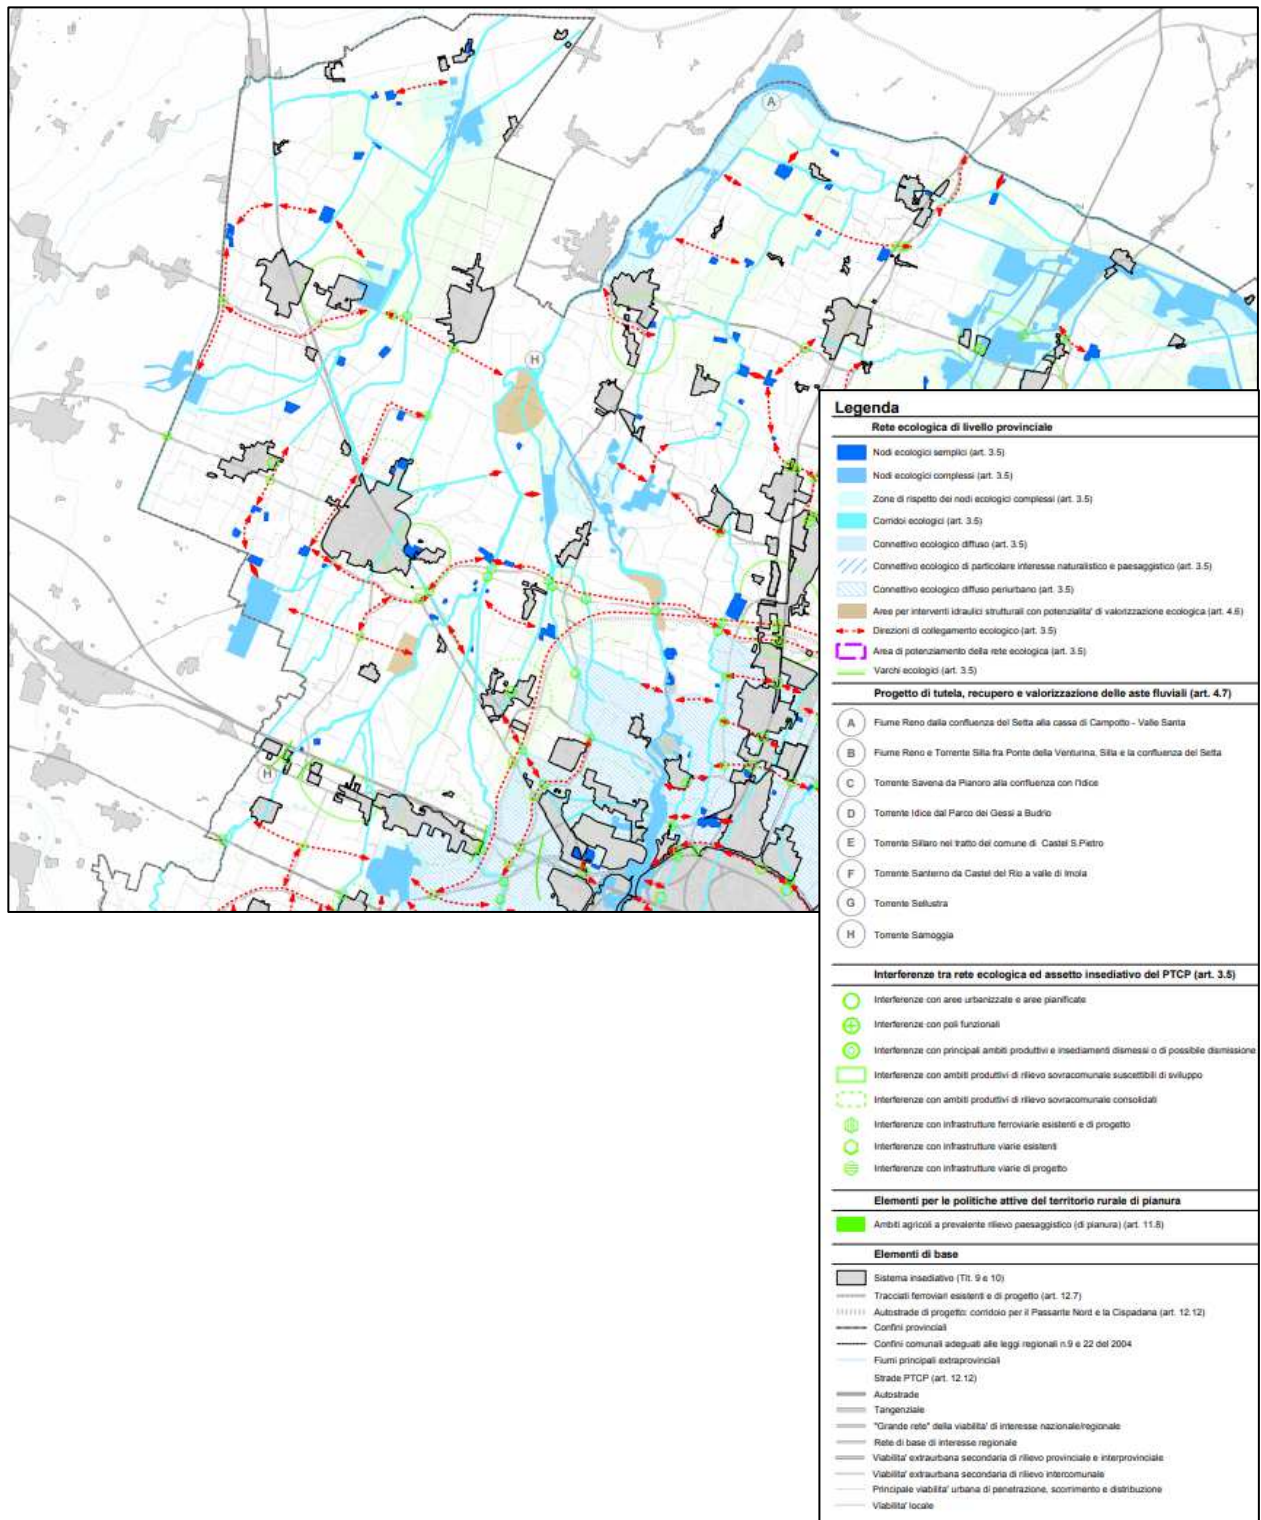 A
H
H
Legenda
Rete ecologica di livello provinciale
Nodi ecologici semplici (art. 3.5)
Nodi ecologici complessi (art. 3.5)
Zone di rispetto dei nodi ecologici complessi (art. 3.5)
Corridoi ecologici (art. 3.5)
Connettivo ecologico diffuso (art. 3.5)
Connettivo ecologico di particolare interesse naturalistico e paesaggistico (art. 3.5)
Connettivo ecologico diffuso periurbano (art. 3.5)
Aree per interventi idraulici strutturali con potenzialita' di valorizzazione ecologica (art. 4.6)
Direzioni di collegamento ecologico (art. 3.5)
Area di potenziamento della rete ecologica (art. 3.5)
Varchi ecologici (art. 3.5)
Progetto di tutela, recupero e valorizzazione delle aste fluviali (art. 4.7)
A Fiume Reno dalla confluenza del Setta alla cassa di Campotto - Valle Santa
B Fiume Reno e Torrente Silla fra Ponte della Venturina, Silla e la confluenza del Setta
C Torrente Savena da Pianoro alla confluenza con l'Idice
D Torrente Idice dal Parco dei Gessi a Budrio
E Torrente Sillaro nel tratto del comune di Castel S.Pietro
F Torrente Santerno da Castel del Rio a valle di Imola
G Torrente Sellustra
H Torrente Samoggia
Interferenze tra rete ecologica ed assetto insediativo del PTCP (art. 3.5)
Interferenze con aree urbanizzate e aree pianificate
Interferenze con poli funzionali
Interferenze con principali ambiti produttivi e insediamenti dismessi o di possibile dismissione
Interferenze con ambiti produttivi di rilievo sovracomunale suscettibili di sviluppo
Interferenze con ambiti produttivi di rilievo sovracomunale consolidati
Interferenze con infrastrutture ferroviarie esistenti e di progetto
Interferenze con infrastrutture viarie esistenti
Interferenze con infrastrutture viarie di progetto
Elementi per le politiche attive del territorio rurale di pianura
Ambiti agricoli a prevalente rilievo paesaggistico (di pianura) (art. 11.8)
Elementi di base
Sistema insediativo (Tit. 9 e 10)
Tracciati ferroviari esistenti e di progetto (art. 12.7)
Autostrade di progetto: corridoio per il Passante Nord e la Cispadana (art. 12.12)
Confini provinciali
Confini comunali adeguati alle leggi regionali n.9 e 22 del 2004
Fiumi principali extraprovinciali
Strade PTCP (art. 12.12)
Autostrade
Tangenziale
"Grande rete" della viabilita' di interesse nazionale/regionale
Rete di base di interesse regionale
Viabilita' extraurbana secondaria di rilievo provinciale e interprovinciale
Viabilita' extraurbana secondaria di rilievo intercomunale
Principale viabilita' urbana di penetrazione, scorrimento e distribuzione
Viabilita' locale